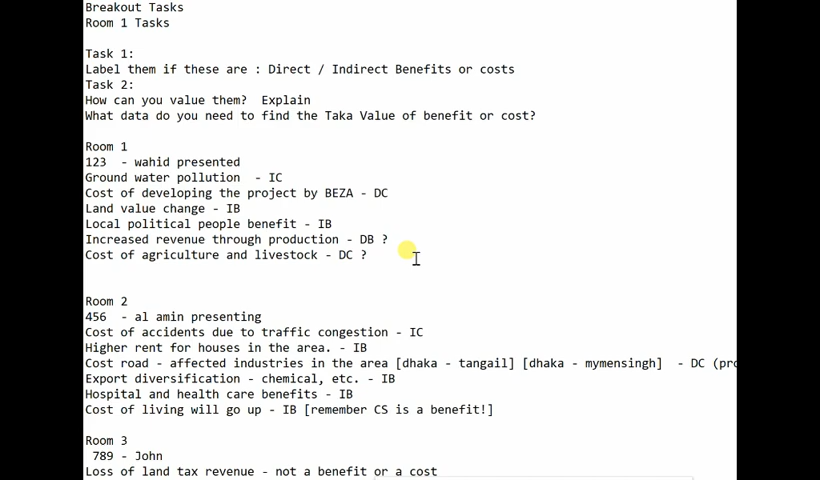 Breakout Tasks
Room 1 Tasks
Task 1:
Label them if these are : Direct / Indirect Benefits or costs
Task 2:
How can you value them?  Explain
What data do you need to find the Taka Value of benefit or cost?
Room 1
123  - wahid presented
Ground water pollution  - IC
Cost of developing the project by BEZA - DC
Land value change - IB
Local political people benefit - IB
Increased revenue through production - DB ?
Cost of agriculture and livestock - DC ?
Room 2
456  - al amin presenting
Cost of accidents due to traffic congestion - IC
Higher rent for houses in the area. - IB
Cost road - affected industries in the area [dhaka - tangail] [dhaka - mymensingh]  - DC (pro
Export diversification - chemical, etc. - IB
Hospital and health care benefits - IB
Cost of living will go up - IB [remember CS is a benefit!]
Room 3
789 - John
Loss of land tax revenue - not a benefit or a cost